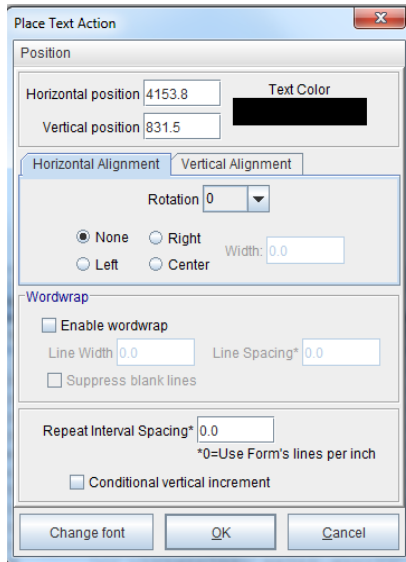 Place Text Action
Position
Horizontal position 4153.8 Text Color
Vertical position 831.5
Horizontal Alignment Vertical Alignment
Rotation 0
None Right Width: 0.0
Left Center
Wordwrap
Enable wordwrap
Line Width 0.0 Line Spacing* 0.0
Suppress blank lines
Repeat Interval Spacing* 0.0
*0=Use Form's lines per inch
Conditional vertical increment
Change font OK Cancel